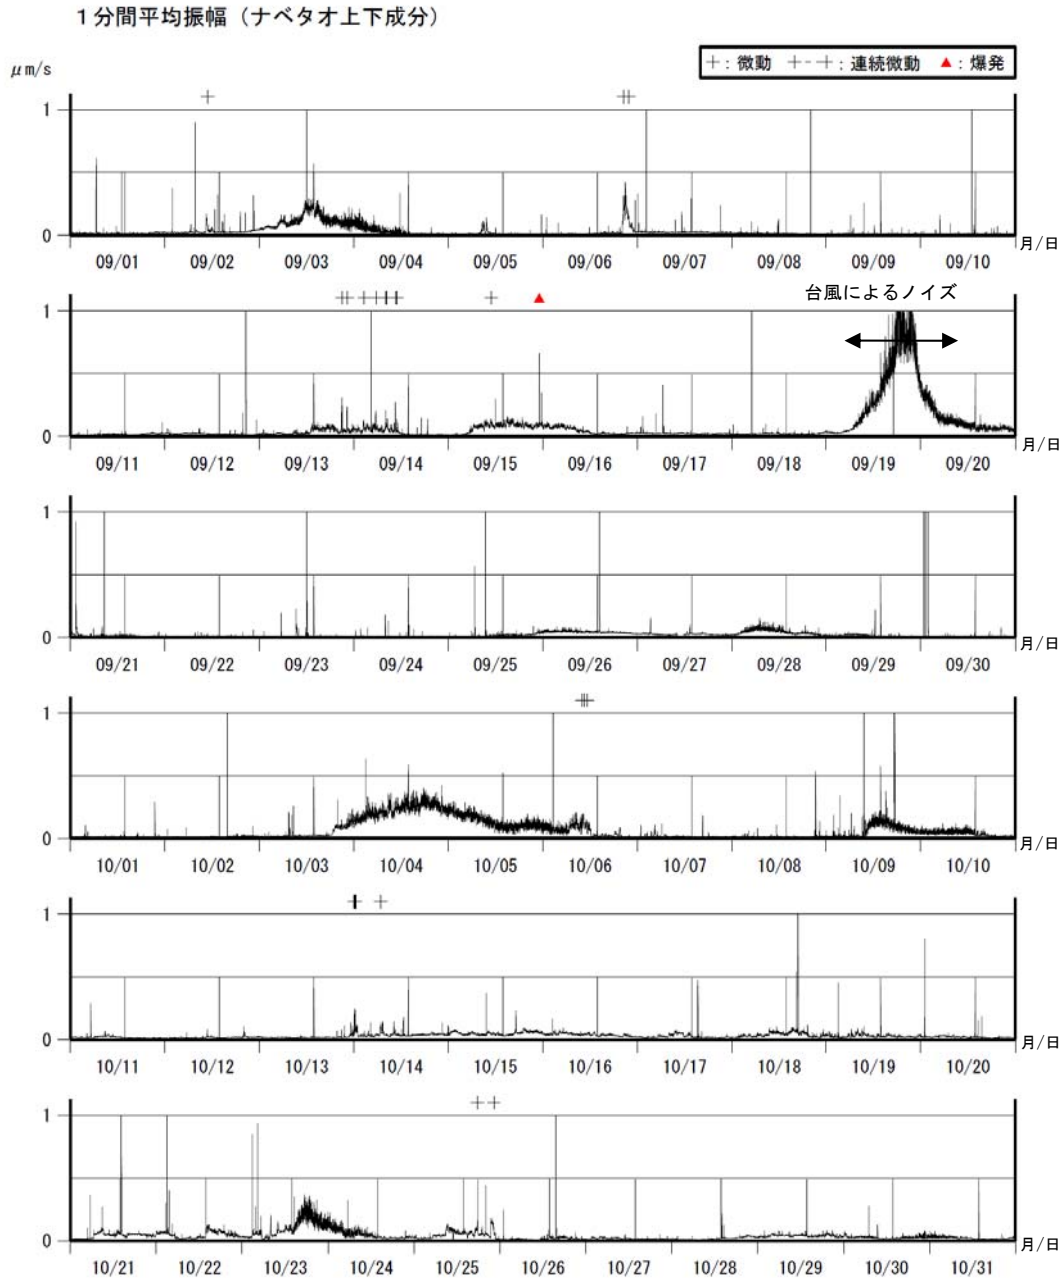 １分間平均振幅（ナベタオ上下成分）
μm/s
＋：微動 ＋-＋：連続微動 ▲：爆発
1
0
09/01 09/02 09/03 09/04 09/05 09/06 09/07 09/08 09/09 09/10 月/日
台風によるノイズ
1
0
09/11 09/12 09/13 09/14 09/15 09/16 09/17 09/18 09/19 09/20 月/日
1
0
09/21 09/22 09/23 09/24 09/25 09/26 09/27 09/28 09/29 09/30 月/日
1
0
10/01 10/02 10/03 10/04 10/05 10/06 10/07 10/08 10/09 10/10 月/日
1
0
10/11 10/12 10/13 10/14 10/15 10/16 10/17 10/18 10/19 10/20 月/日
1
0
10/21 10/22 10/23 10/24 10/25 10/26 10/27 10/28 10/29 10/30 10/31 月/日